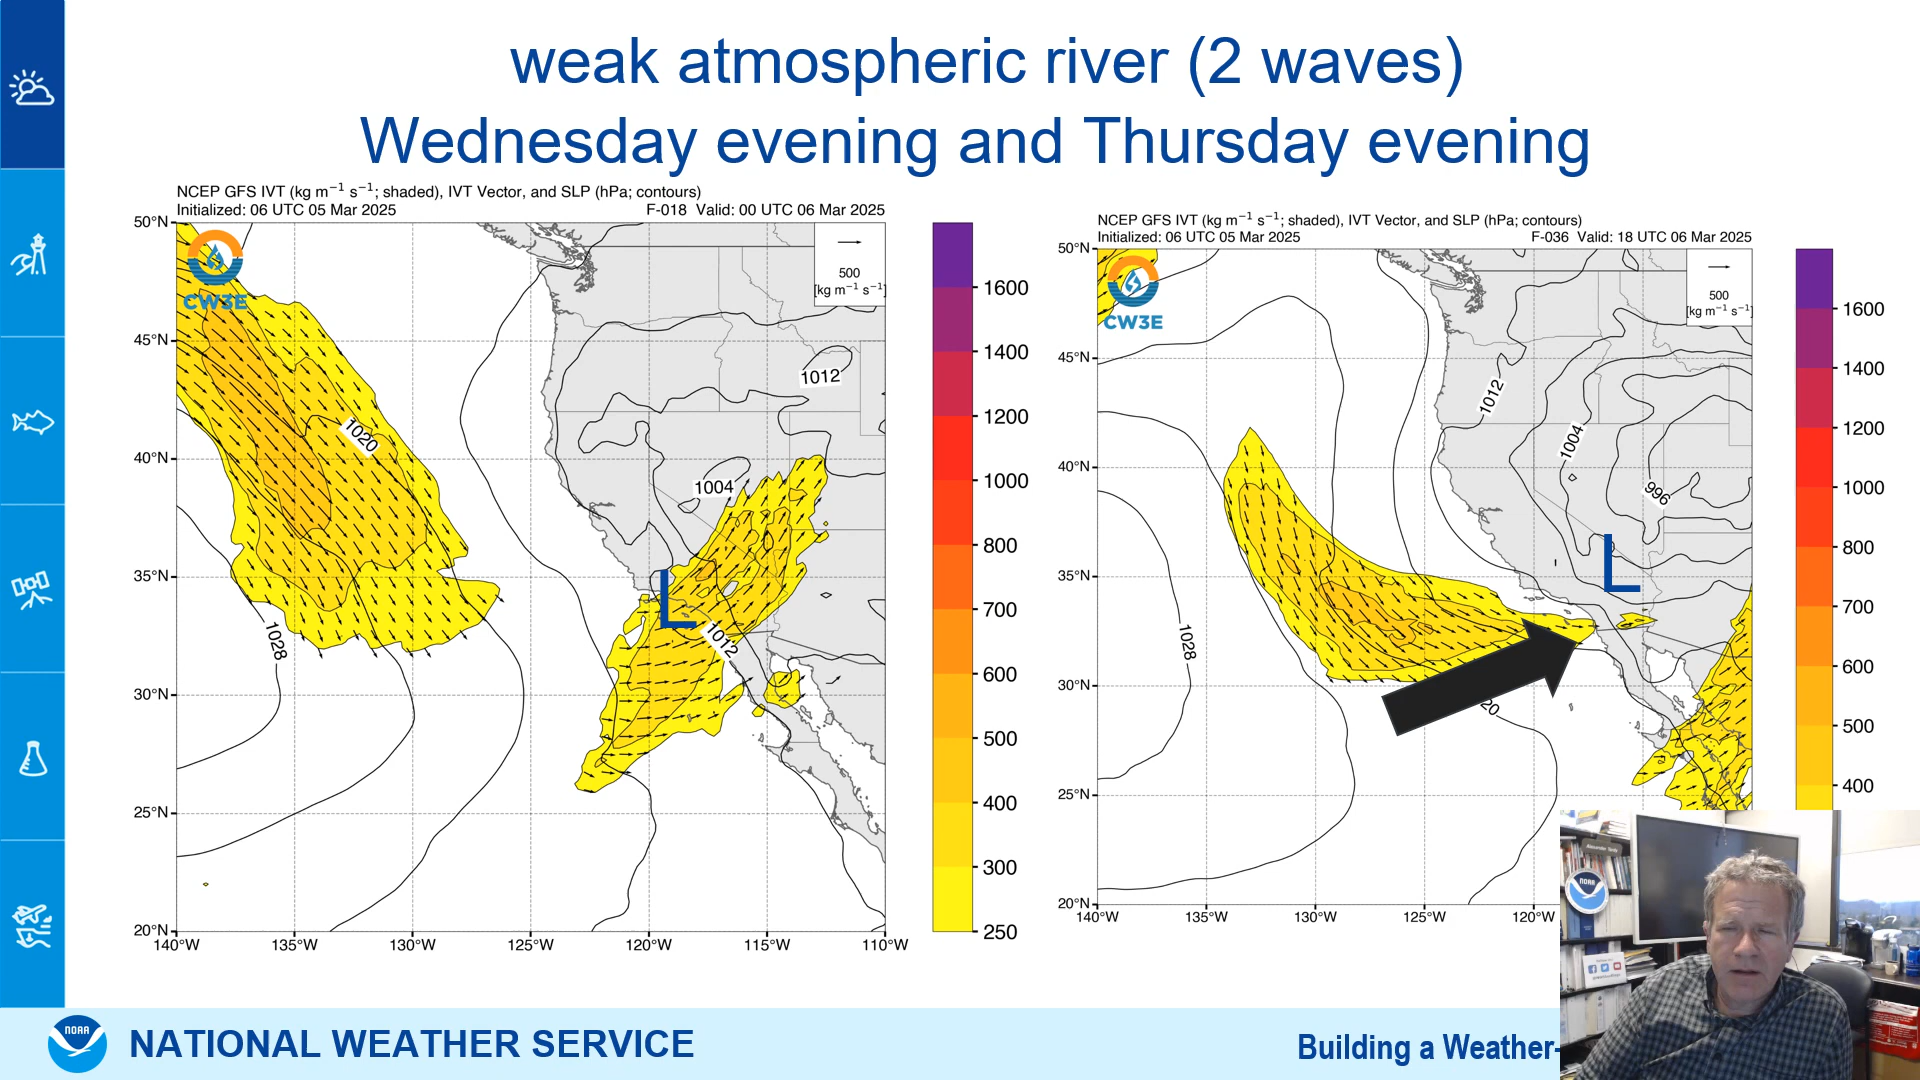 weak atmospheric river (2 waves)
Wednesday evening and Thursday evening
NCEP GFS IVT (kg m−1 s−1; shaded), IVT Vector, and SLP (hPa; contours)
Initialized: 06 UTC 05 Mar 2025 F-018 Valid: 00 UTC 06 Mar 2025
50°N
45°N
40°N
35°N
30°N
25°N
20°N
140°W 135°W 130°W 125°W 120°W 115°W 110°W
CW3E
500
[kg m−1 s−1]
1012
1020
1004
1012
1028
1600
1400
1200
1000
800
700
600
500
400
300
250
NCEP GFS IVT (kg m−1 s−1; shaded), IVT Vector, and SLP (hPa; contours)
Initialized: 06 UTC 05 Mar 2025 F-036 Valid: 18 UTC 06 Mar 2025
50°N
45°N
40°N
35°N
30°N
25°N
20°N
140°W 135°W 130°W 125°W 120°W
CW3E
500
[kg m−1 s−1]
1012
1004
996
1028
20
L
L
1600
1400
1200
1000
800
700
600
500
400
NOAA
NOAA
NATIONAL WEATHER SERVICE
Building a Weather-